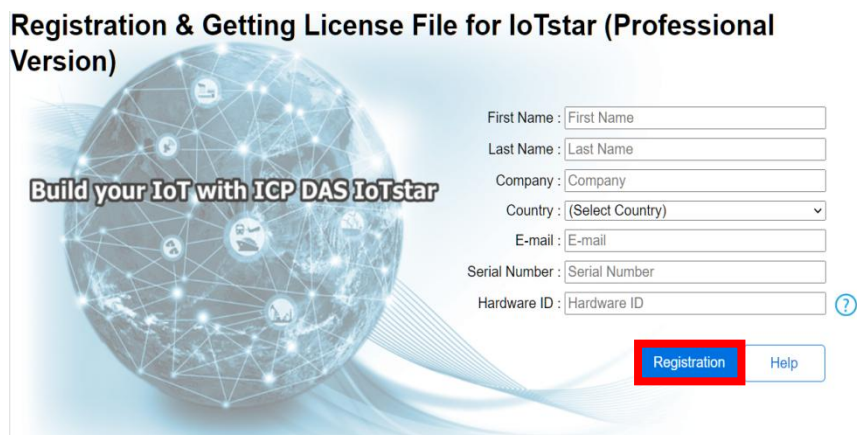 Registration & Getting License File for IoTstar (Professional
Version)
Build your IoT with ICP DAS IoTstar
First Name : First Name
Last Name : Last Name
Company : Company
Country : (Select Country)
E-mail : E-mail
Serial Number : Serial Number
Hardware ID : Hardware ID ?
Registration Help